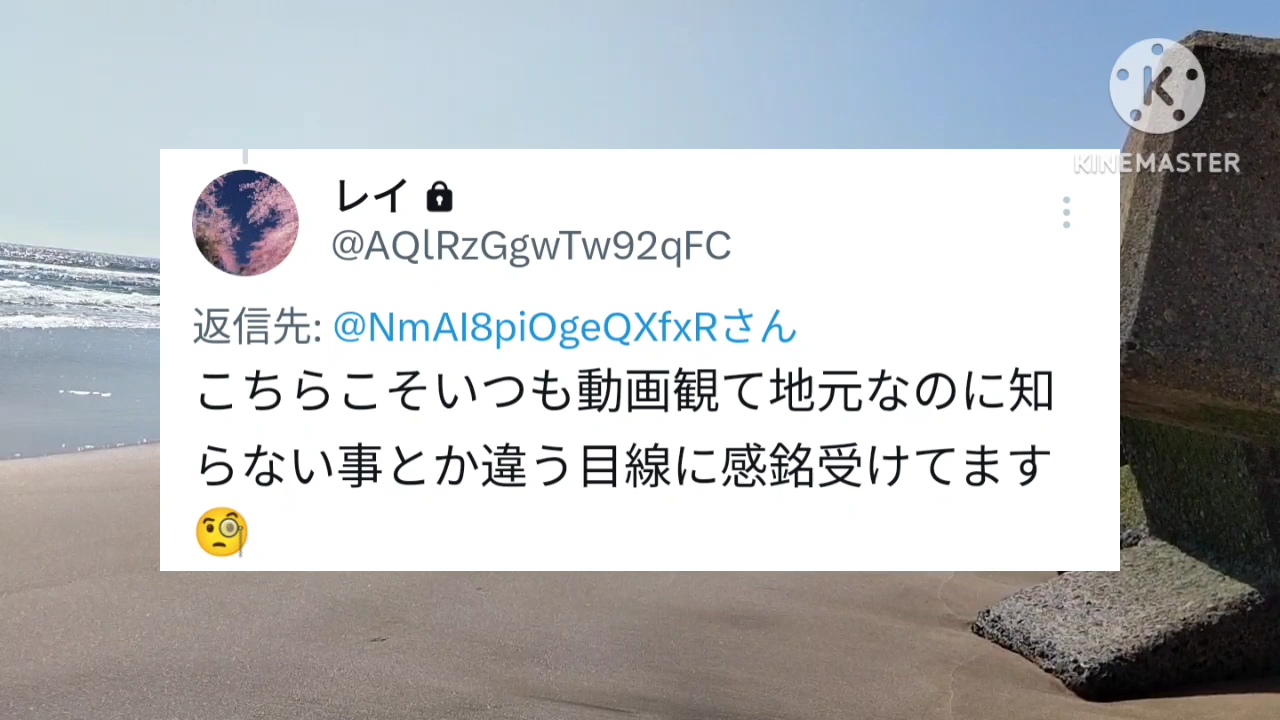 KINEMASTER
レイ
@AQlRzGgwTw92qFC
返信先: @NmAI8piOgeQXfxRさん
こちらこそいつも動画観て地元なのに知
らない事とか違う目線に感銘受けてます
🧐